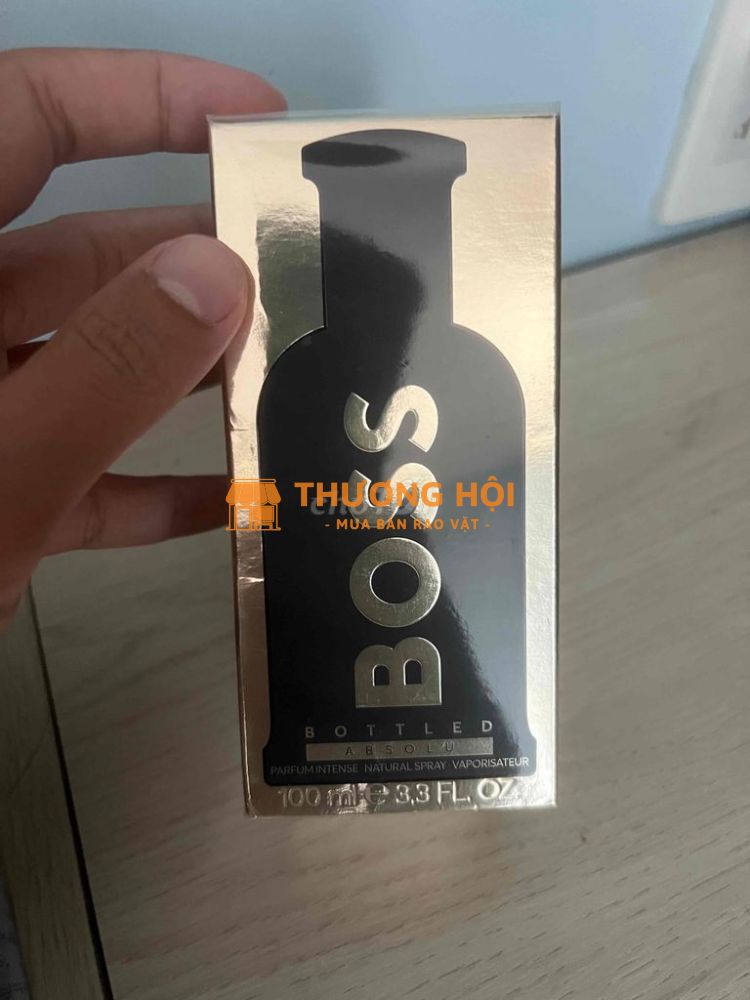 BOSS
THƯƠNG HỘI
- MUA BÁN RAO VẶT -
BOTTLED
ABSOLU
PARFUM INTENSE NATURAL SPRAY VAPORISATEUR
100 ml ℮ 3,3 FL. OZ.